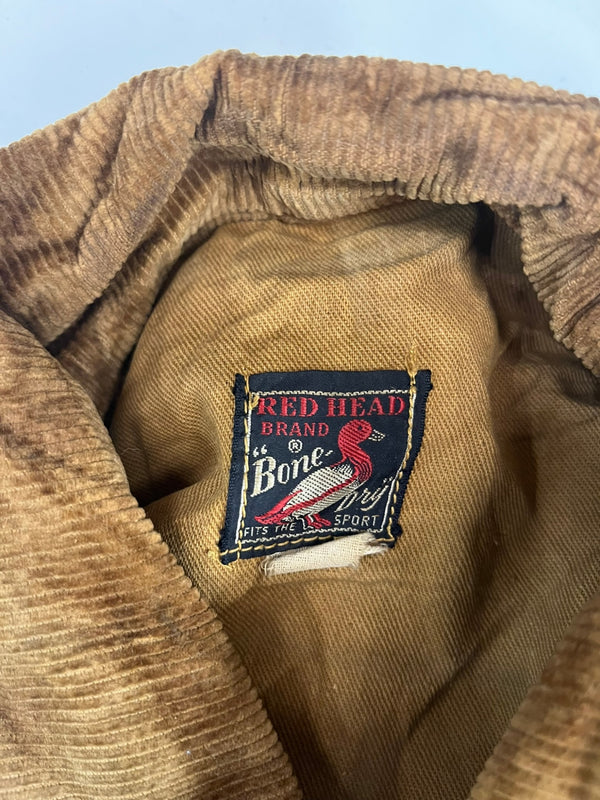 RED HEAD
BRAND
®
"Bone-
Dry"
FITS THE SPORT